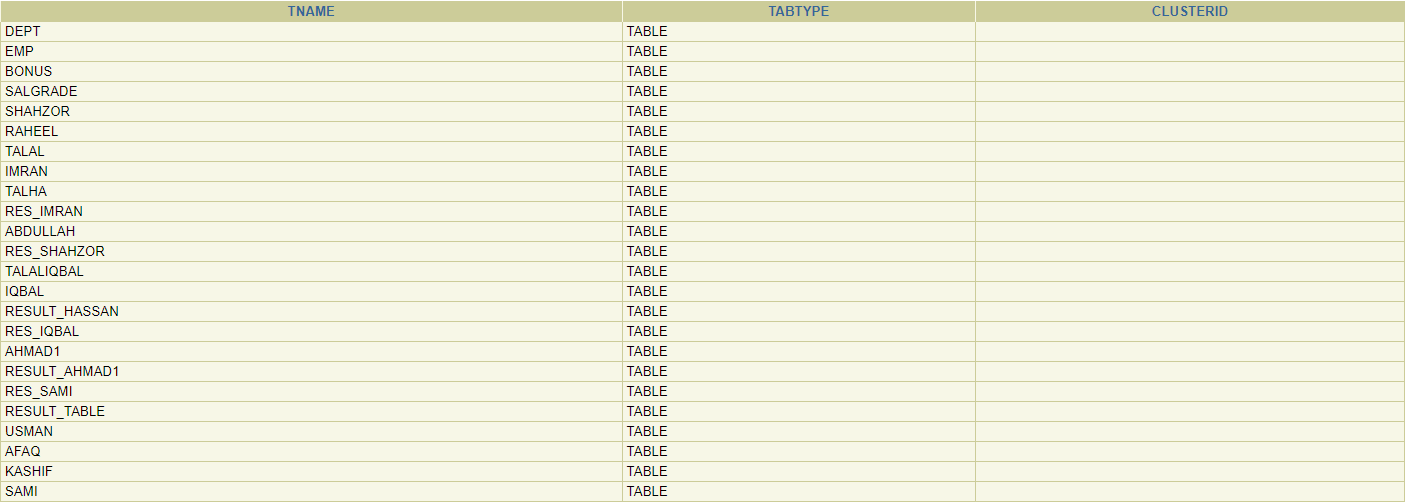 TNAME TABTYPE CLUSTERID
DEPT TABLE
EMP TABLE
BONUS TABLE
SALGRADE TABLE
SHAHZOR TABLE
RAHEEL TABLE
TALAL TABLE
IMRAN TABLE
TALHA TABLE
RES_IMRAN TABLE
ABDULLAH TABLE
RES_SHAHZOR TABLE
TALALIQBAL TABLE
IQBAL TABLE
RESULT_HASSAN TABLE
RES_IQBAL TABLE
AHMAD1 TABLE
RESULT_AHMAD1 TABLE
RES_SAMI TABLE
RESULT_TABLE TABLE
USMAN TABLE
AFAQ TABLE
KASHIF TABLE
SAMI TABLE